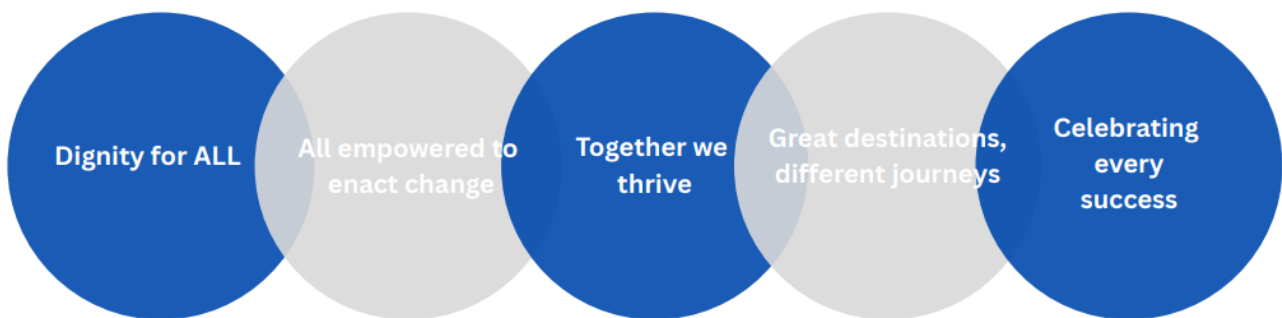 Dignity for ALL
All empowered to
enact change
Together we
thrive
Great destinations,
different journeys
Celebrating
every
success